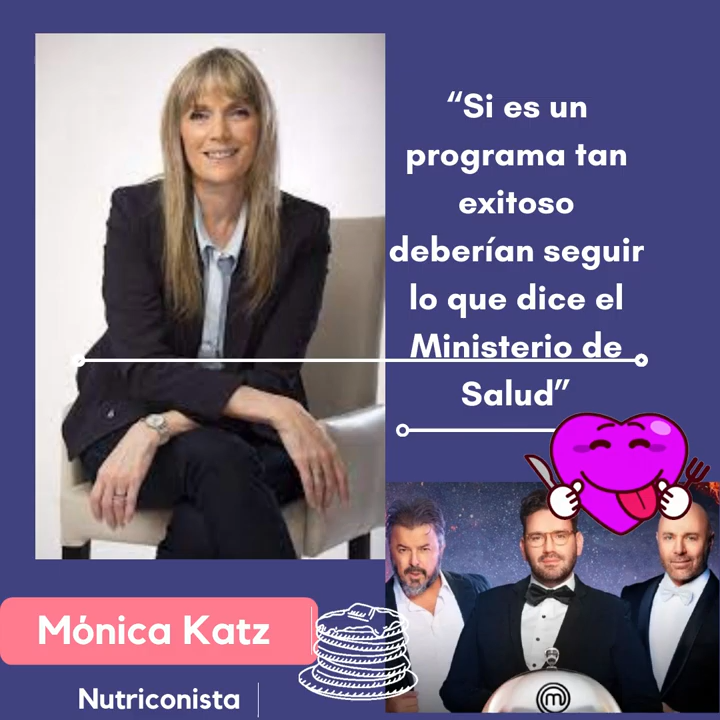 “Si es un
programa tan
exitoso
deberían seguir
lo que dice el
Ministerio de
Salud”
Mónica Katz
Nutriconista